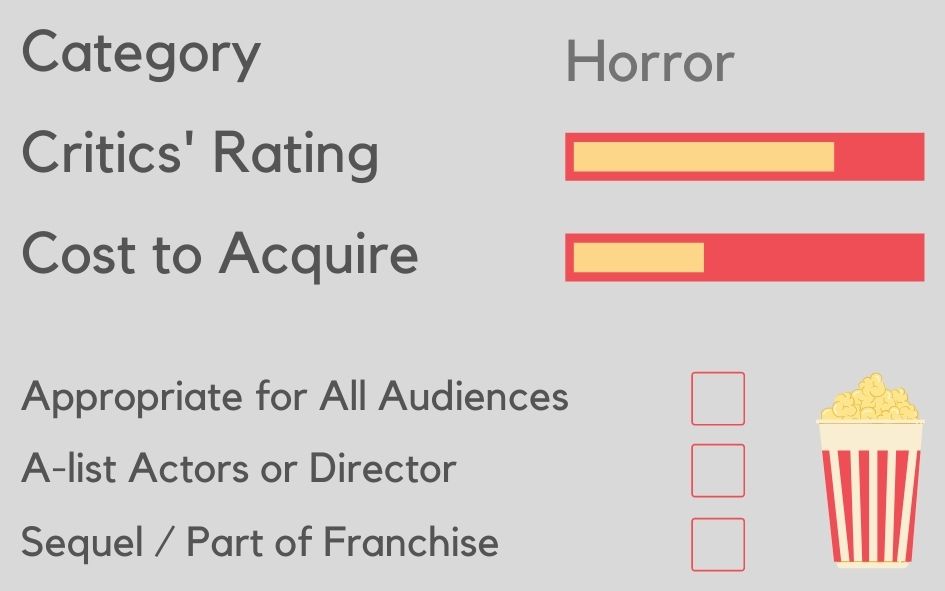 Category Horror
Critics' Rating
Cost to Acquire
Appropriate for All Audiences
A-list Actors or Director
Sequel / Part of Franchise